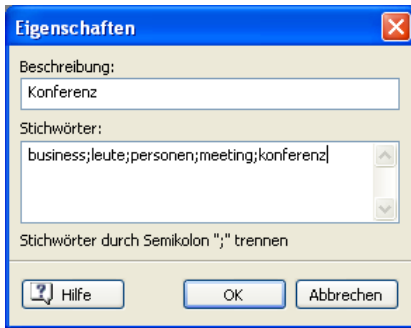 Eigenschaften
Beschreibung:
Konferenz
Stichwörter:
business;leute;personen;meeting;konferenz
Stichwörter durch Semikolon ";" trennen
Hilfe OK Abbrechen